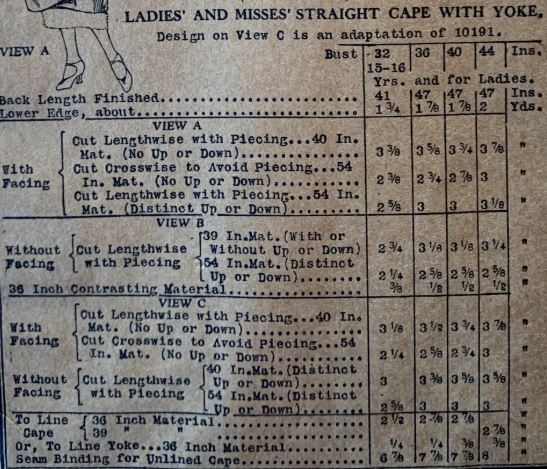 LADIES' AND MISSES' STRAIGHT CAPE WITH YOKE.
Design on View C is an adaptation of 10191.
VIEW A
Bust 32 36 40 44 Ins.
15-16
Yrs. and for Ladies.
Back Length Finished............ 41 47 47 47 Ins.
Lower Edge, about............ 1 3/4 1 7/8 1 7/8 2 Yds.
VIEW A
With Facing
Cut Lengthwise with Piecing...40 In.
Mat. (No Up or Down)............ 3 3/8 3 5/8 3 3/4 3 7/8 "
Cut Crosswise to Avoid Piecing...54
In. Mat. (No Up or Down)............ 2 3/8 2 3/4 2 7/8 3 "
Cut Lengthwise with Piecing...54 In.
Mat. (Distinct Up or Down)............ 2 5/8 3 3 3 1/8 "
VIEW B
Without Facing
Cut Lengthwise with Piecing
39 In.Mat.(With or
Without Up or Down) 2 3/4 3 1/8 3 1/8 3 1/4 "
54 In.Mat.(Distinct
Up or Down)............ 2 1/4 2 5/8 2 5/8 2 5/8 "
36 Inch Contrasting Material............ 3/8 1/2 1/2 1/2 "
VIEW C
With Facing
Cut Lengthwise with Piecing...40 In.
Mat. (No Up or Down)............ 3 1/8 3 1/2 3 3/4 3 7/8 "
Cut Crosswise to Avoid Piecing...54
In. Mat. (No Up or Down)............ 2 1/4 2 5/8 2 3/4 3 "
Without Facing
Cut Lengthwise with Piecing
40 In.Mat.(Distinct
Up or Down)............ 3 3 3/8 3 5/8 3 5/8 "
54 In.Mat.(Distinct
Up or Down)............ 2 5/8 3 3 3 "
To Line Cape
36 Inch Material............ 2 1/2 2 7/8 2 7/8 "
39 " "............ 2 7/8 "
Or, To Line Yoke...36 Inch Material............ 1/4 1/4 3/8 3/8 "
Seam Binding for Unlined Cape............ 6 7/8 7 7/8 7 7/8 8 "